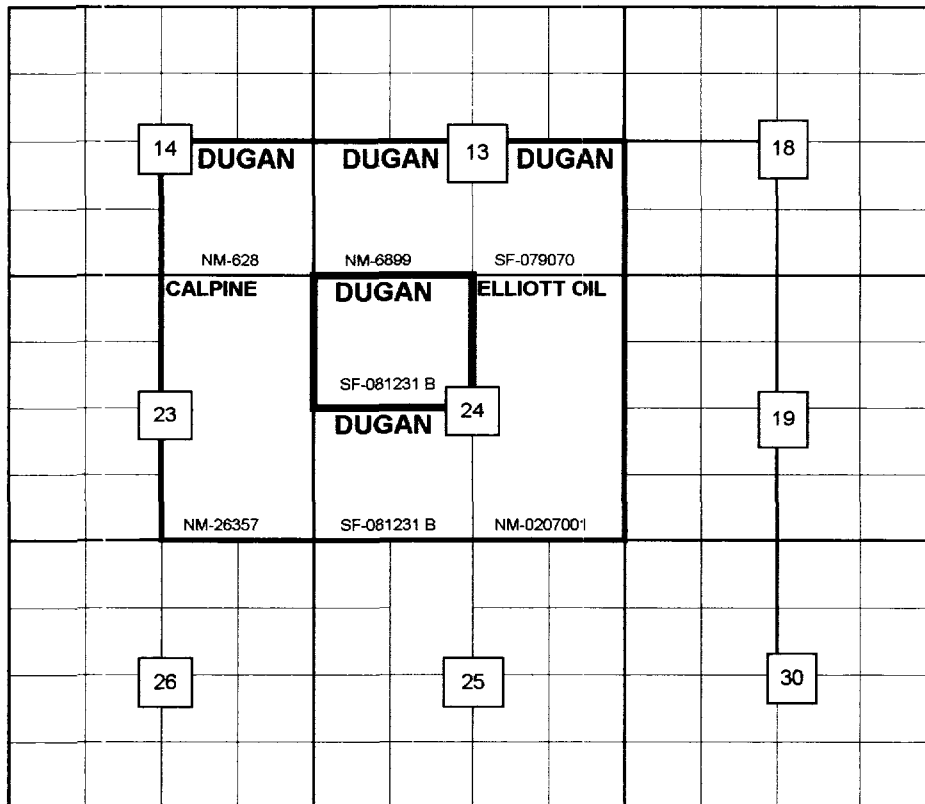 14
13
18
DUGAN
DUGAN
DUGAN
NM-628
NM-6899
SF-079070
CALPINE
DUGAN
ELLIOTT OIL
SF-081231 B
23
24
19
DUGAN
NM-26357
SF-081231 B
NM-0207001
26
25
30